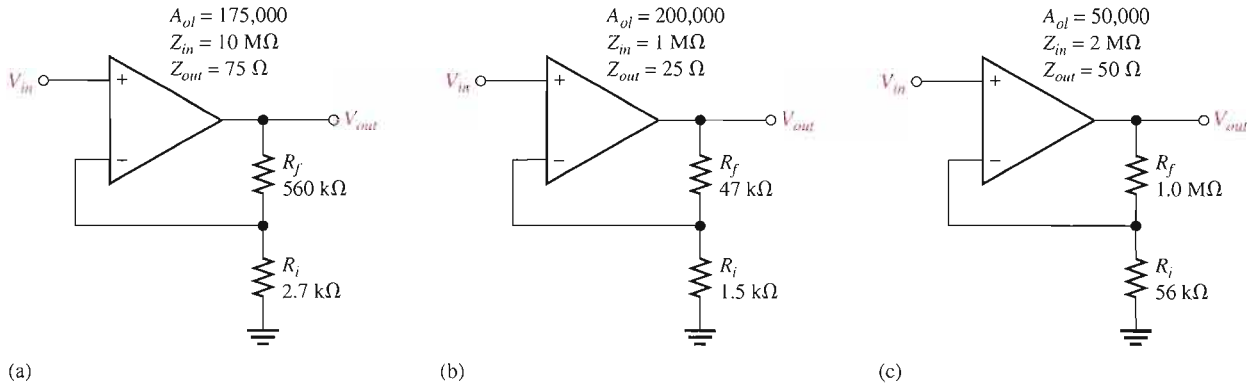 A_ol = 175,000
Z_in = 10 MΩ
Z_out = 75 Ω
V_in
+
−
V_out
R_f
560 kΩ
R_i
2.7 kΩ
(a)
A_ol = 200,000
Z_in = 1 MΩ
Z_out = 25 Ω
V_in
+
−
V_out
R_f
47 kΩ
R_i
1.5 kΩ
(b)
A_ol = 50,000
Z_in = 2 MΩ
Z_out = 50 Ω
V_in
+
−
V_out
R_f
1.0 MΩ
R_i
56 kΩ
(c)